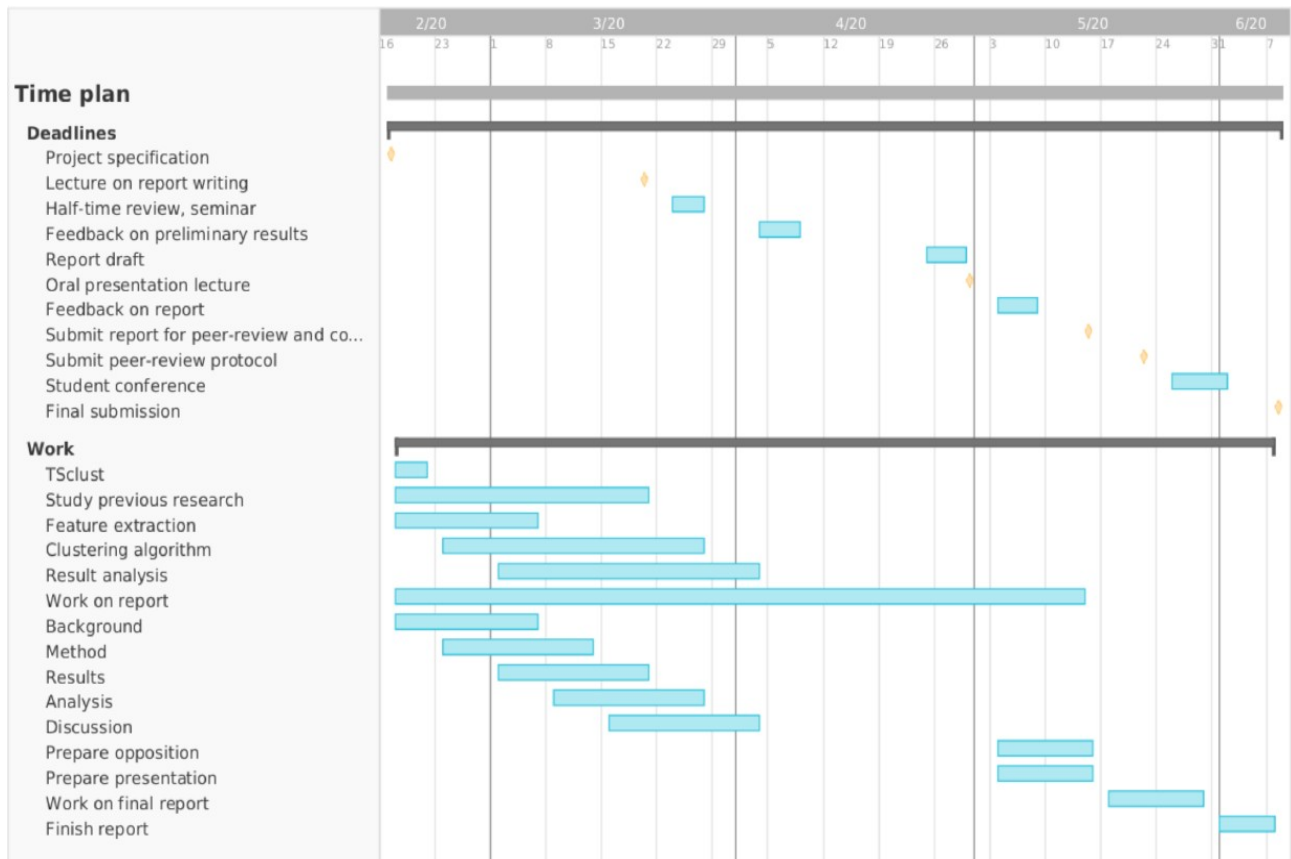 2/20 3/20 4/20 5/20 6/20
16 23 1 8 15 22 29 5 12 19 26 3 10 17 24 31 7
Time plan
Deadlines
Project specification
Lecture on report writing
Half-time review, seminar
Feedback on preliminary results
Report draft
Oral presentation lecture
Feedback on report
Submit report for peer-review and co...
Submit peer-review protocol
Student conference
Final submission
Work
TSclust
Study previous research
Feature extraction
Clustering algorithm
Result analysis
Work on report
Background
Method
Results
Analysis
Discussion
Prepare opposition
Prepare presentation
Work on final report
Finish report